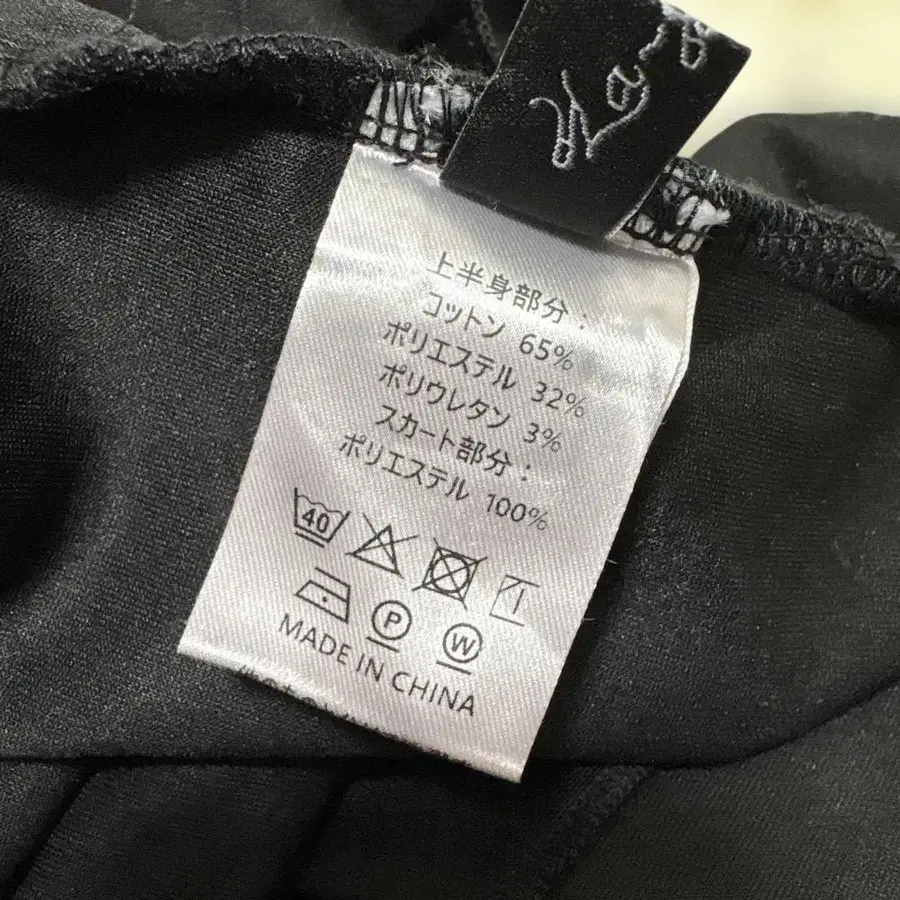 上半身部分：
コットン 65%
ポリエステル 32%
ポリウレタン 3%
スカート部分：
ポリエステル 100%
40
P
W
MADE IN CHINA